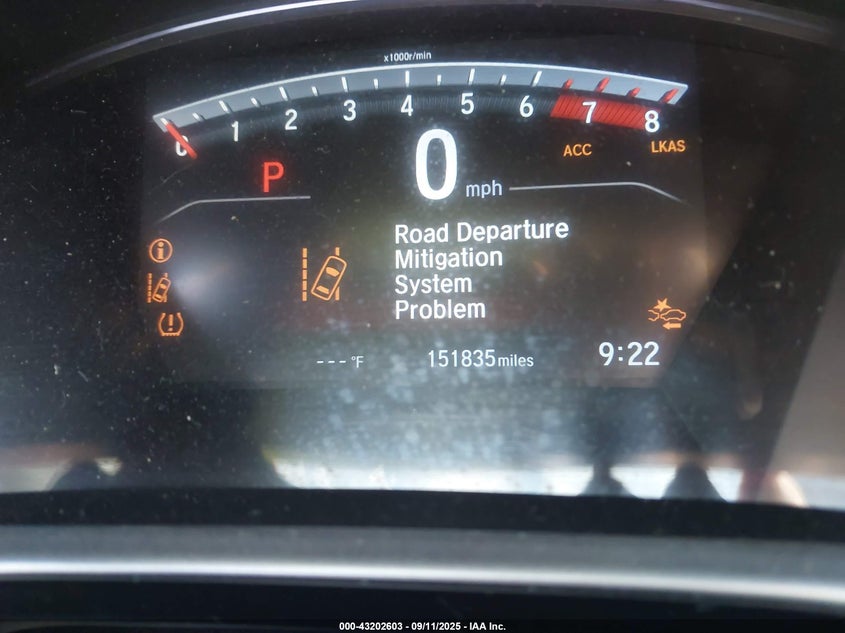 x1000r/min
0 1 2 3 4 5 6 7 8
ACC LKAS
P
0 mph
Road Departure
Mitigation
System
Problem
---°F 151835 miles 9:22
000-43202603 - 09/11/2025 - IAA Inc.